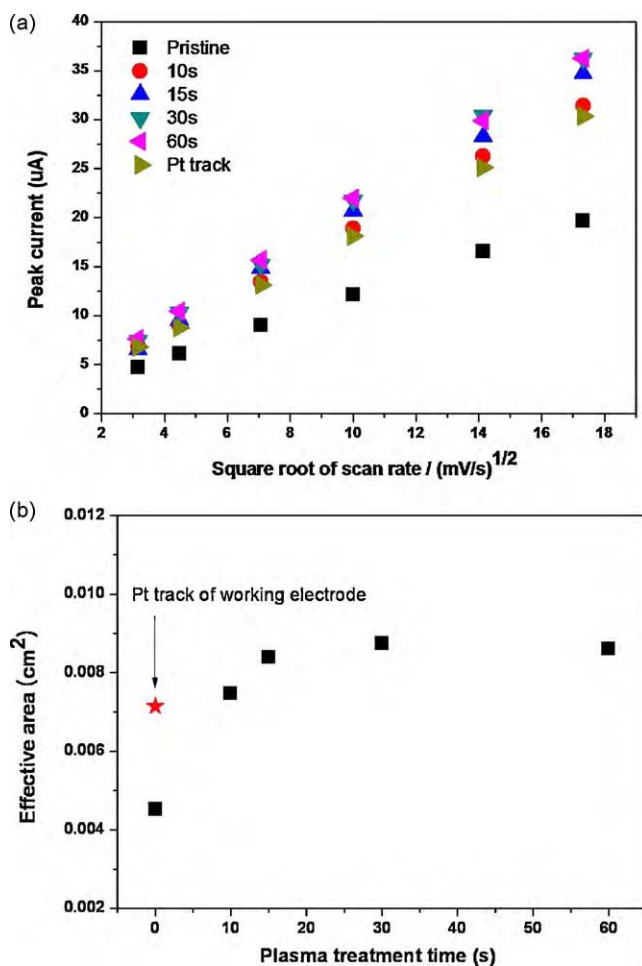 (a)
40
35
30
25
20
15
10
5
0
Peak current (uA)
Pristine
10s
15s
30s
60s
Pt track
2 4 6 8 10 12 14 16 18
Square root of scan rate / (mV/s)1/2
(b)
0.012
0.010
0.008
0.006
0.004
0.002
Effective area (cm2)
Pt track of working electrode
0 10 20 30 40 50 60
Plasma treatment time (s)